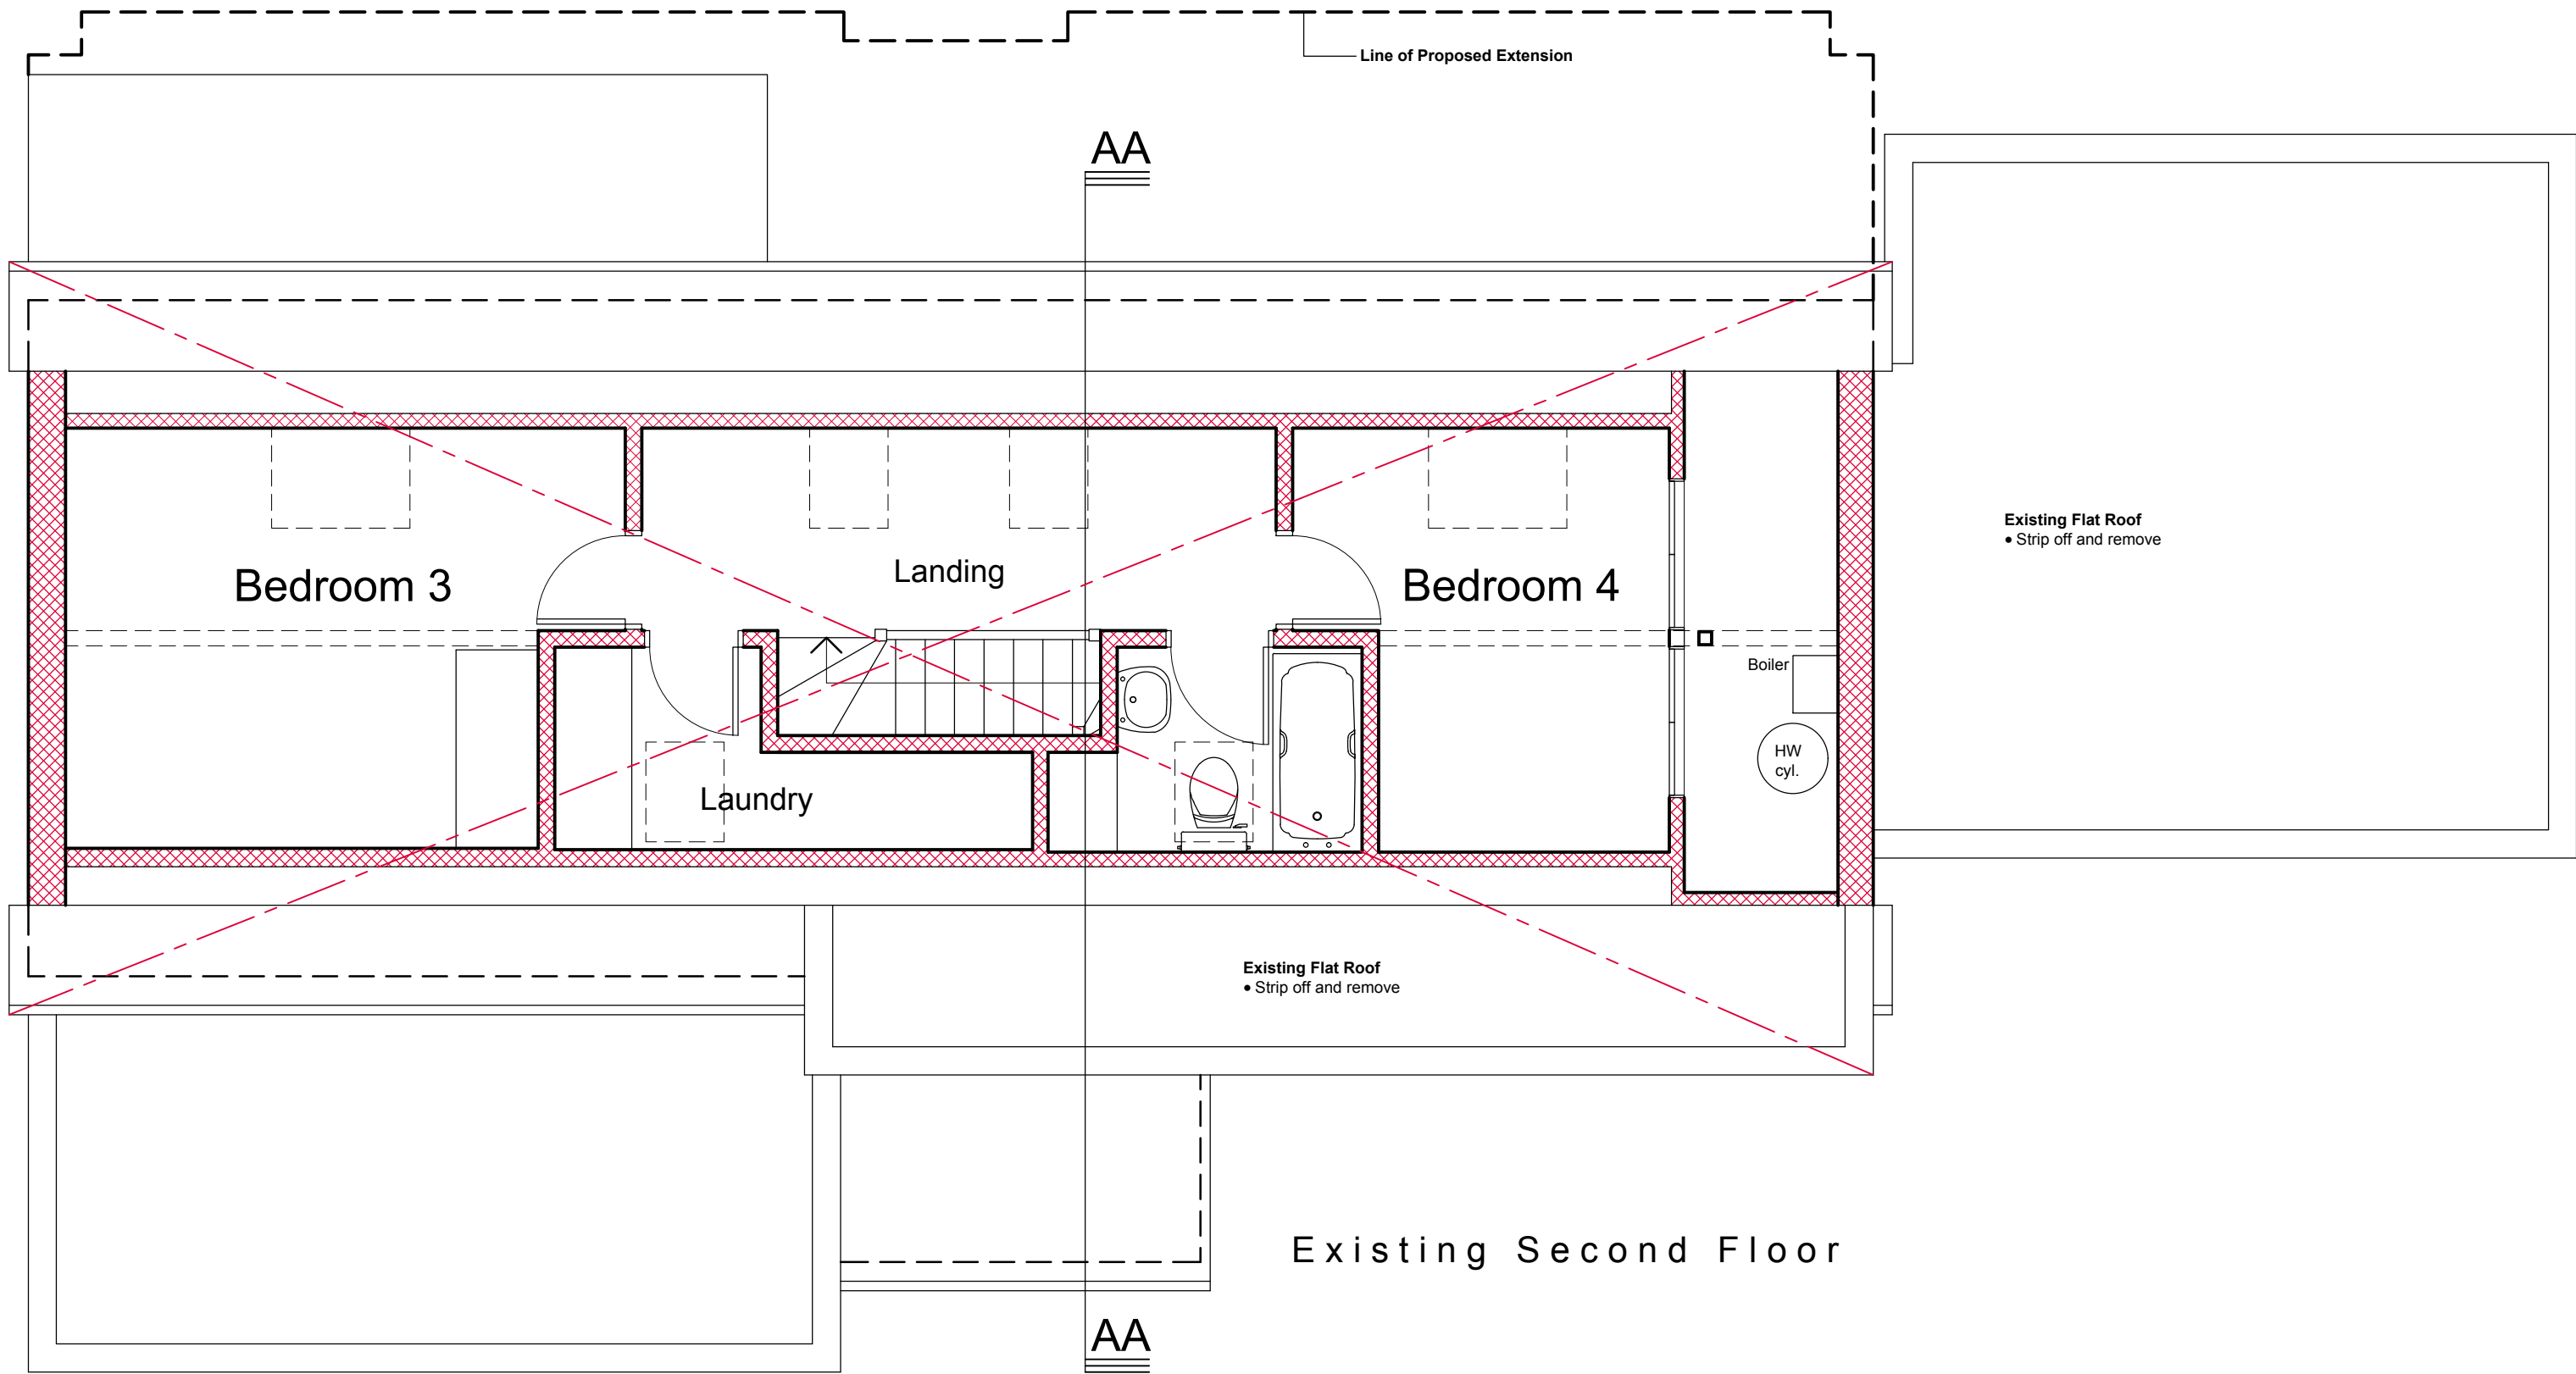 Line of Proposed Extension
AA
Existing Flat Roof
• Strip off and remove
Landing
Bedroom 3
Bedroom 4
Boiler
HW
cyl.
Laundry
Existing Flat Roof
• Strip off and remove
Existing Second Floor
AA